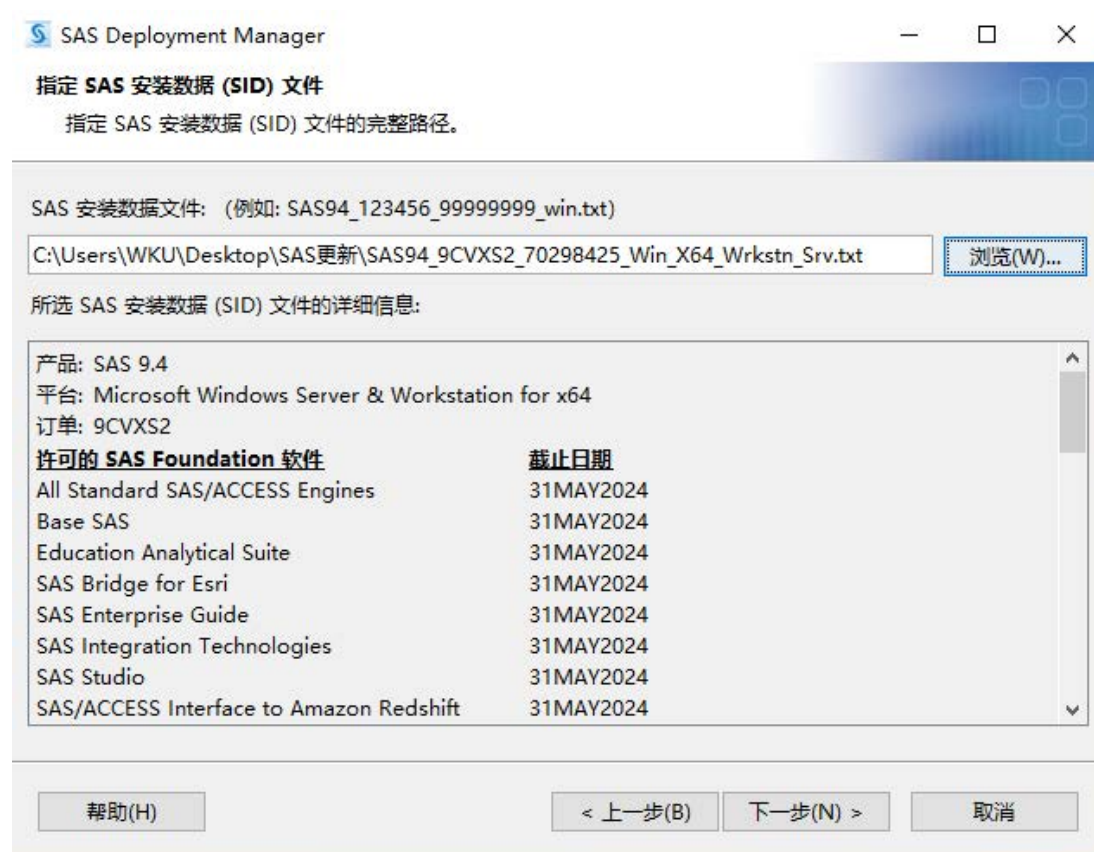 SAS Deployment Manager
指定 SAS 安装数据 (SID) 文件
指定 SAS 安装数据 (SID) 文件的完整路径。
SAS 安装数据文件: (例如: SAS94_123456_99999999_win.txt)
C:\Users\WKU\Desktop\SAS更新\SAS94_9CVXS2_70298425_Win_X64_Wrkstn_Srv.txt 浏览(W)...
所选 SAS 安装数据 (SID) 文件的详细信息:
产品: SAS 9.4
平台: Microsoft Windows Server & Workstation for x64
订单: 9CVXS2
许可的 SAS Foundation 软件 截止日期
All Standard SAS/ACCESS Engines 31MAY2024
Base SAS 31MAY2024
Education Analytical Suite 31MAY2024
SAS Bridge for Esri 31MAY2024
SAS Enterprise Guide 31MAY2024
SAS Integration Technologies 31MAY2024
SAS Studio 31MAY2024
SAS/ACCESS Interface to Amazon Redshift 31MAY2024
帮助(H) < 上一步(B) 下一步(N) > 取消